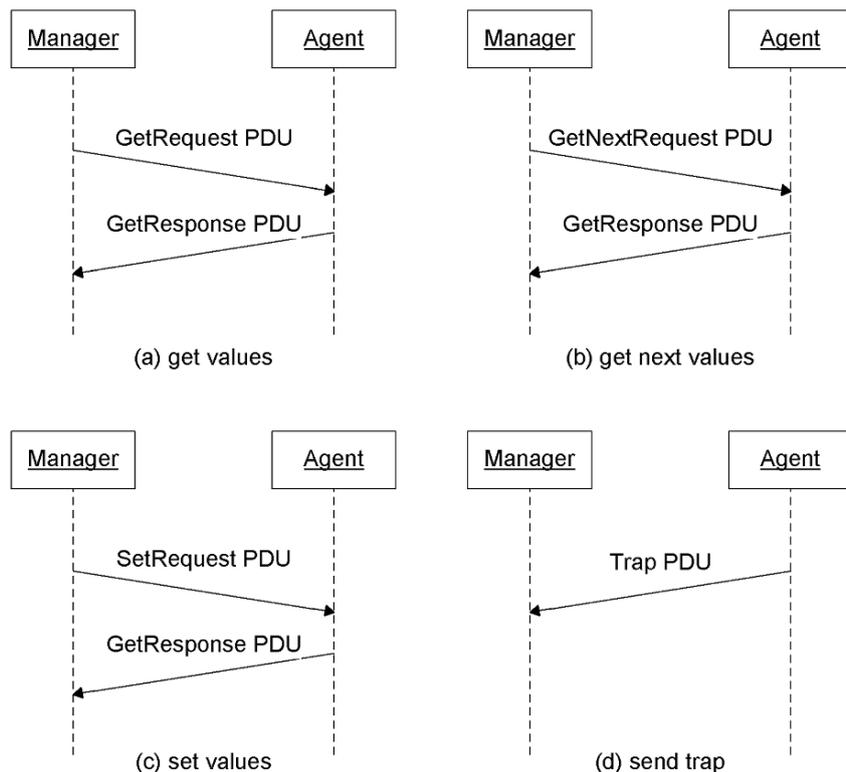 Manager Agent Manager Agent
GetRequest PDU GetNextRequest PDU
GetResponse PDU GetResponse PDU
(a) get values (b) get next values
Manager Agent Manager Agent
SetRequest PDU Trap PDU
GetResponse PDU
(c) set values (d) send trap